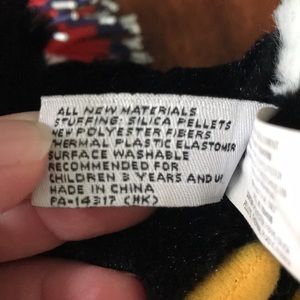 ALL NEW MATERIALS
STUFFING: SILICA PELLETS
NEW POLYESTER FIBERS
THERMAL PLASTIC ELASTOMER
SURFACE WASHABLE
RECOMMENDED FOR
CHILDREN 3 YEARS AND UP
MADE IN CHINA
PA-14317 (HK)